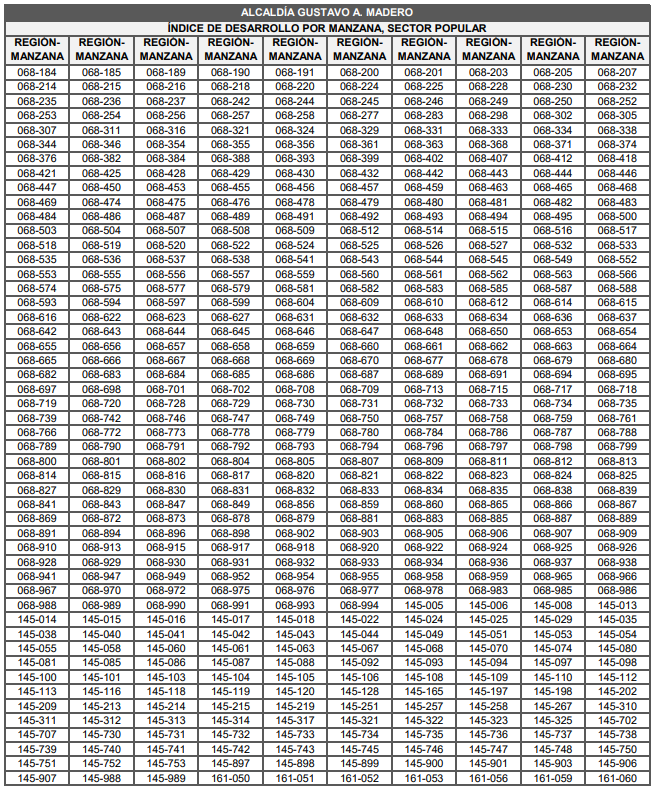 ALCALDÍA GUSTAVO A. MADERO
ÍNDICE DE DESARROLLO POR MANZANA, SECTOR POPULAR
REGIÓN-MANZANA REGIÓN-MANZANA REGIÓN-MANZANA REGIÓN-MANZANA REGIÓN-MANZANA REGIÓN-MANZANA REGIÓN-MANZANA REGIÓN-MANZANA REGIÓN-MANZANA REGIÓN-MANZANA
068-184 068-185 068-189 068-190 068-191 068-200 068-201 068-203 068-205 068-207
068-214 068-215 068-216 068-218 068-220 068-224 068-225 068-228 068-230 068-232
068-235 068-236 068-237 068-242 068-244 068-245 068-246 068-249 068-250 068-252
068-253 068-254 068-256 068-257 068-258 068-277 068-283 068-298 068-302 068-305
068-307 068-311 068-316 068-321 068-324 068-329 068-331 068-333 068-334 068-338
068-344 068-346 068-354 068-355 068-356 068-361 068-363 068-368 068-371 068-374
068-376 068-382 068-384 068-388 068-393 068-399 068-402 068-407 068-412 068-418
068-421 068-425 068-428 068-429 068-430 068-432 068-442 068-443 068-444 068-446
068-447 068-450 068-453 068-455 068-456 068-457 068-459 068-463 068-465 068-468
068-469 068-474 068-475 068-476 068-478 068-479 068-480 068-481 068-482 068-483
068-484 068-486 068-487 068-489 068-491 068-492 068-493 068-494 068-495 068-500
068-503 068-504 068-507 068-508 068-509 068-512 068-514 068-515 068-516 068-517
068-518 068-519 068-520 068-522 068-524 068-525 068-526 068-527 068-532 068-533
068-535 068-536 068-537 068-538 068-541 068-543 068-544 068-545 068-549 068-552
068-553 068-555 068-556 068-557 068-559 068-560 068-561 068-562 068-563 068-566
068-574 068-575 068-577 068-579 068-581 068-582 068-583 068-585 068-587 068-588
068-593 068-594 068-597 068-599 068-604 068-609 068-610 068-612 068-614 068-615
068-616 068-622 068-623 068-627 068-631 068-632 068-633 068-634 068-636 068-637
068-642 068-643 068-644 068-645 068-646 068-647 068-648 068-650 068-653 068-654
068-655 068-656 068-657 068-658 068-659 068-660 068-661 068-662 068-663 068-664
068-665 068-666 068-667 068-668 068-669 068-670 068-677 068-678 068-679 068-680
068-682 068-683 068-684 068-685 068-686 068-687 068-689 068-691 068-694 068-695
068-697 068-698 068-701 068-702 068-708 068-709 068-713 068-715 068-717 068-718
068-719 068-720 068-728 068-729 068-730 068-731 068-732 068-733 068-734 068-735
068-739 068-742 068-746 068-747 068-749 068-750 068-757 068-758 068-759 068-761
068-766 068-772 068-773 068-778 068-779 068-780 068-784 068-786 068-787 068-788
068-789 068-790 068-791 068-792 068-793 068-794 068-796 068-797 068-798 068-799
068-800 068-801 068-802 068-804 068-805 068-807 068-809 068-811 068-812 068-813
068-814 068-815 068-816 068-817 068-820 068-821 068-822 068-823 068-824 068-825
068-827 068-829 068-830 068-831 068-832 068-833 068-834 068-835 068-838 068-839
068-841 068-843 068-847 068-849 068-856 068-859 068-860 068-865 068-866 068-867
068-869 068-872 068-873 068-878 068-879 068-881 068-883 068-885 068-887 068-889
068-891 068-894 068-896 068-898 068-902 068-903 068-905 068-906 068-907 068-909
068-910 068-913 068-915 068-917 068-918 068-920 068-922 068-924 068-925 068-926
068-928 068-929 068-930 068-931 068-932 068-933 068-934 068-936 068-937 068-938
068-941 068-947 068-949 068-952 068-954 068-955 068-958 068-959 068-965 068-966
068-967 068-970 068-972 068-975 068-976 068-977 068-978 068-983 068-985 068-986
068-988 068-989 068-990 068-991 068-993 068-994 145-005 145-006 145-008 145-013
145-014 145-015 145-016 145-017 145-018 145-022 145-024 145-025 145-029 145-035
145-038 145-040 145-041 145-042 145-043 145-044 145-049 145-051 145-053 145-054
145-055 145-058 145-060 145-061 145-063 145-067 145-068 145-070 145-074 145-080
145-081 145-085 145-086 145-087 145-088 145-092 145-093 145-094 145-097 145-098
145-100 145-101 145-103 145-104 145-105 145-106 145-108 145-109 145-110 145-112
145-113 145-116 145-118 145-119 145-120 145-128 145-165 145-197 145-198 145-202
145-209 145-213 145-214 145-215 145-219 145-251 145-257 145-258 145-267 145-310
145-311 145-312 145-313 145-314 145-317 145-321 145-322 145-323 145-325 145-702
145-707 145-730 145-731 145-732 145-733 145-734 145-735 145-736 145-737 145-738
145-739 145-740 145-741 145-742 145-744 145-745 145-746 145-747 145-748 145-750
145-751 145-752 145-753 145-897 145-898 145-899 145-900 145-901 145-903 145-906
145-907 145-988 145-989 161-050 161-051 161-052 161-053 161-056 161-059 161-060